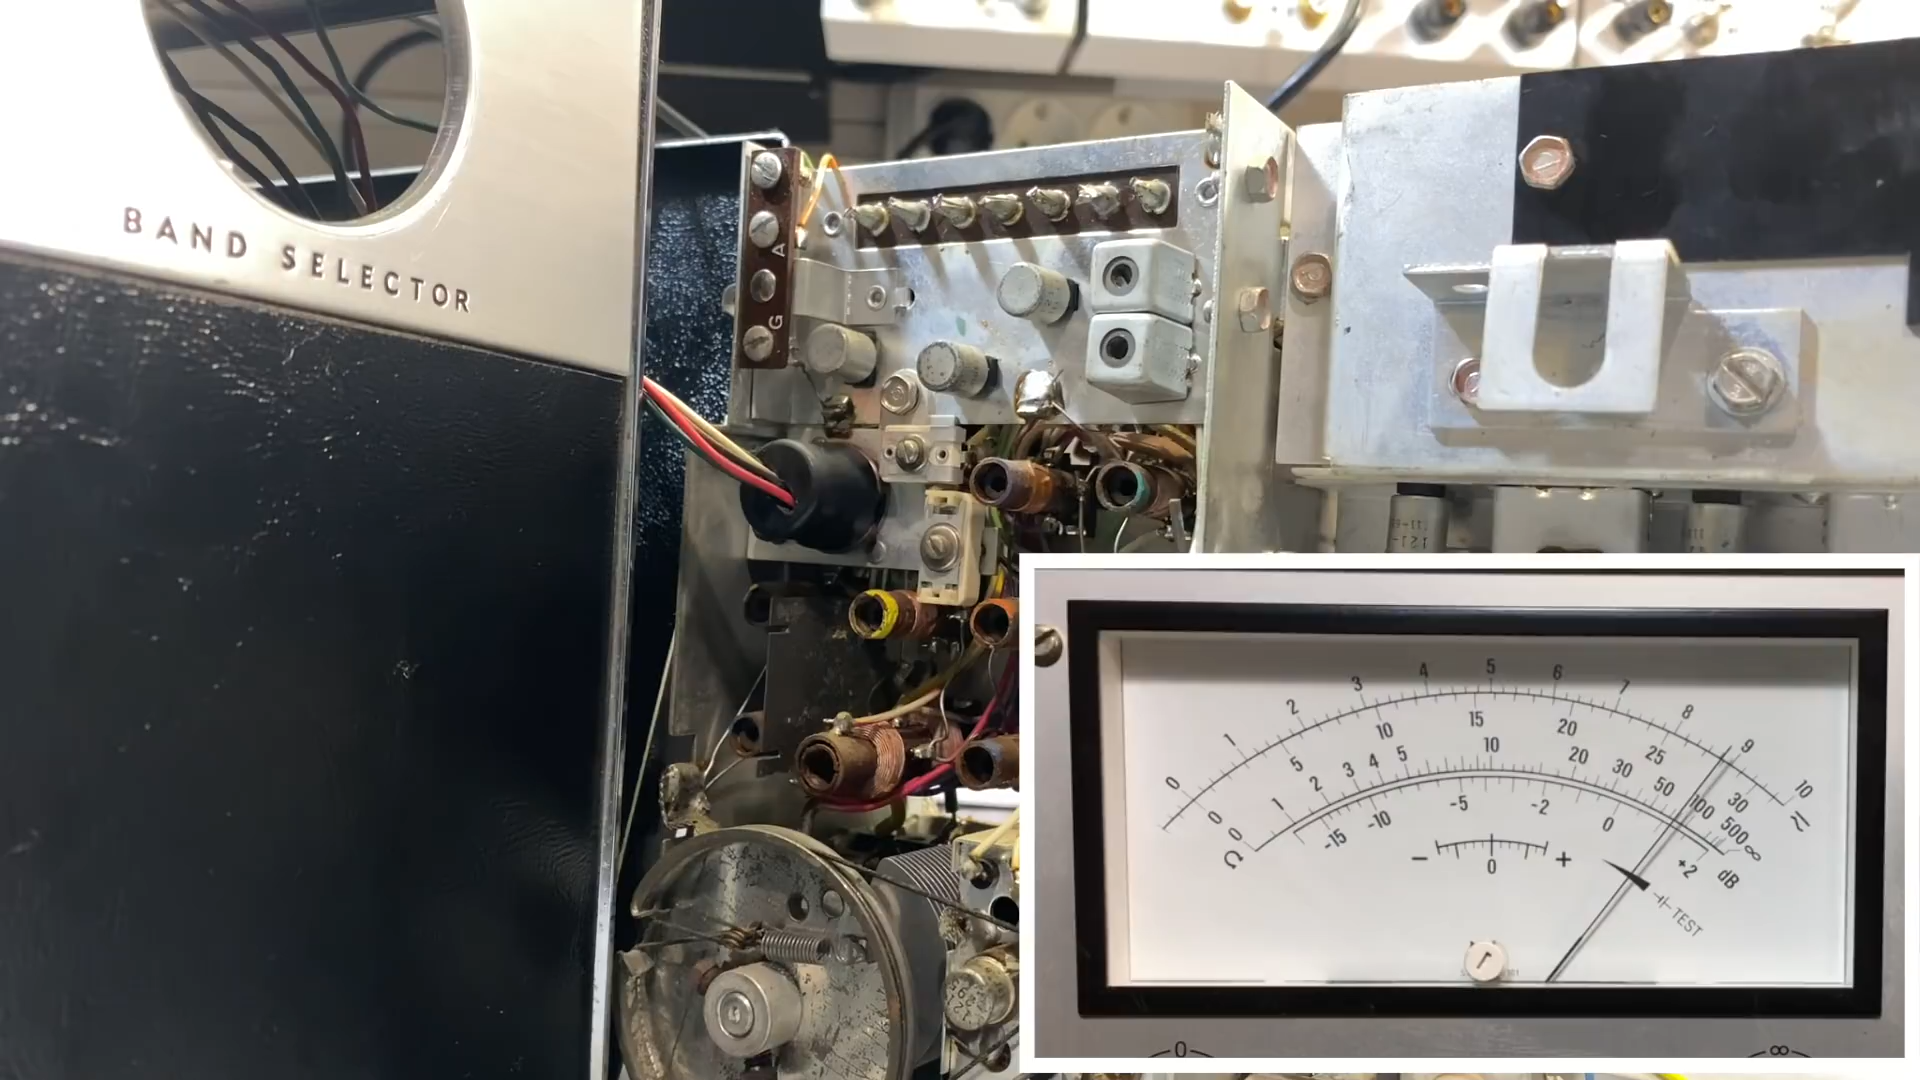 BAND SELECTOR
A
G
0 1 2 3 4 5 6 7 8 9 10
0 5 10 15 20 25 30
Ω 0 1 2 3 4 5 10 20 30 50 100 500 ∞
-15 -10 -5 -2 0 +2 dB
- 0 +
TEST
0 ∞